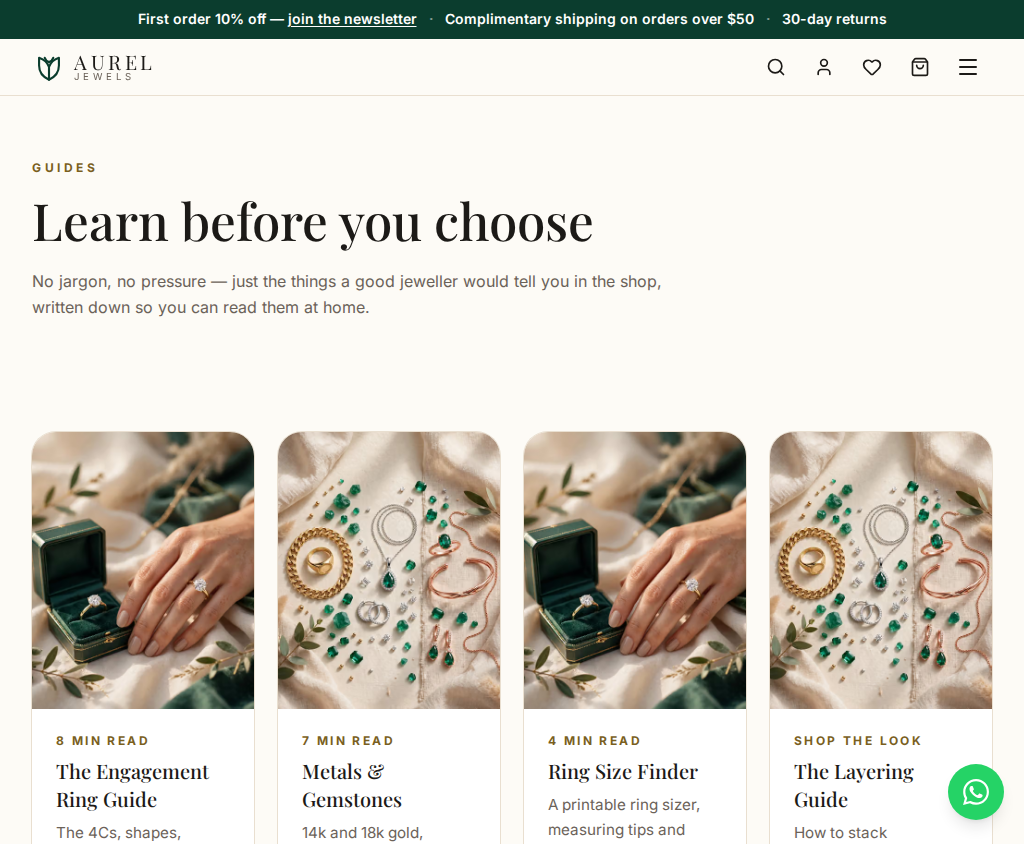 First order 10% off — join the newsletter · Complimentary shipping on orders over $50 · 30-day returns
AUREL
JEWELS
GUIDES
Learn before you choose
No jargon, no pressure — just the things a good jeweller would tell you in the shop,
written down so you can read them at home.
8 MIN READ
The Engagement
Ring Guide
The 4Cs, shapes,
7 MIN READ
Metals &
Gemstones
14k and 18k gold,
4 MIN READ
Ring Size Finder
A printable ring sizer,
measuring tips and
SHOP THE LOOK
The Layering
Guide
How to stack